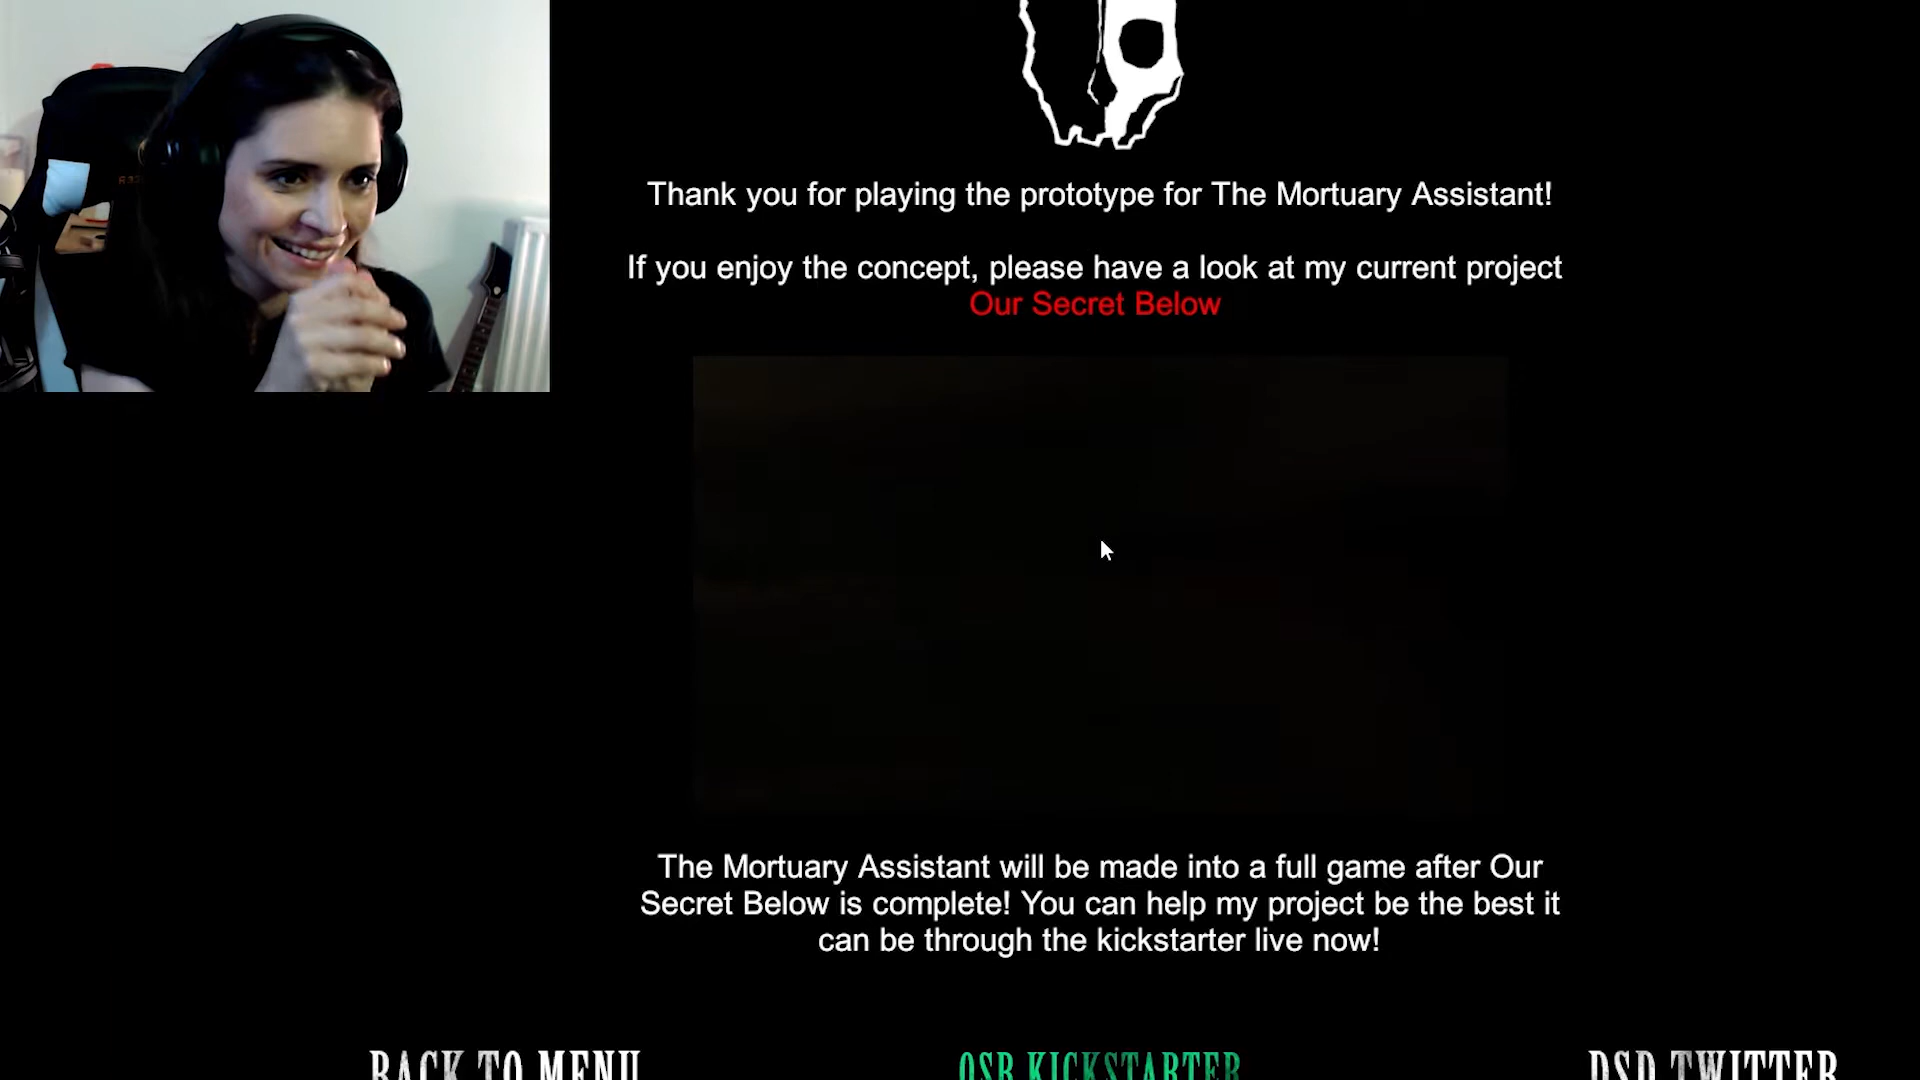 Thank you for playing the prototype for The Mortuary Assistant!
If you enjoy the concept, please have a look at my current project
Our Secret Below
The Mortuary Assistant will be made into a full game after Our
Secret Below is complete! You can help my project be the best it
can be through the kickstarter live now!
BACK TO MENU
OSB KICKSTARTER
DSD TWITTER